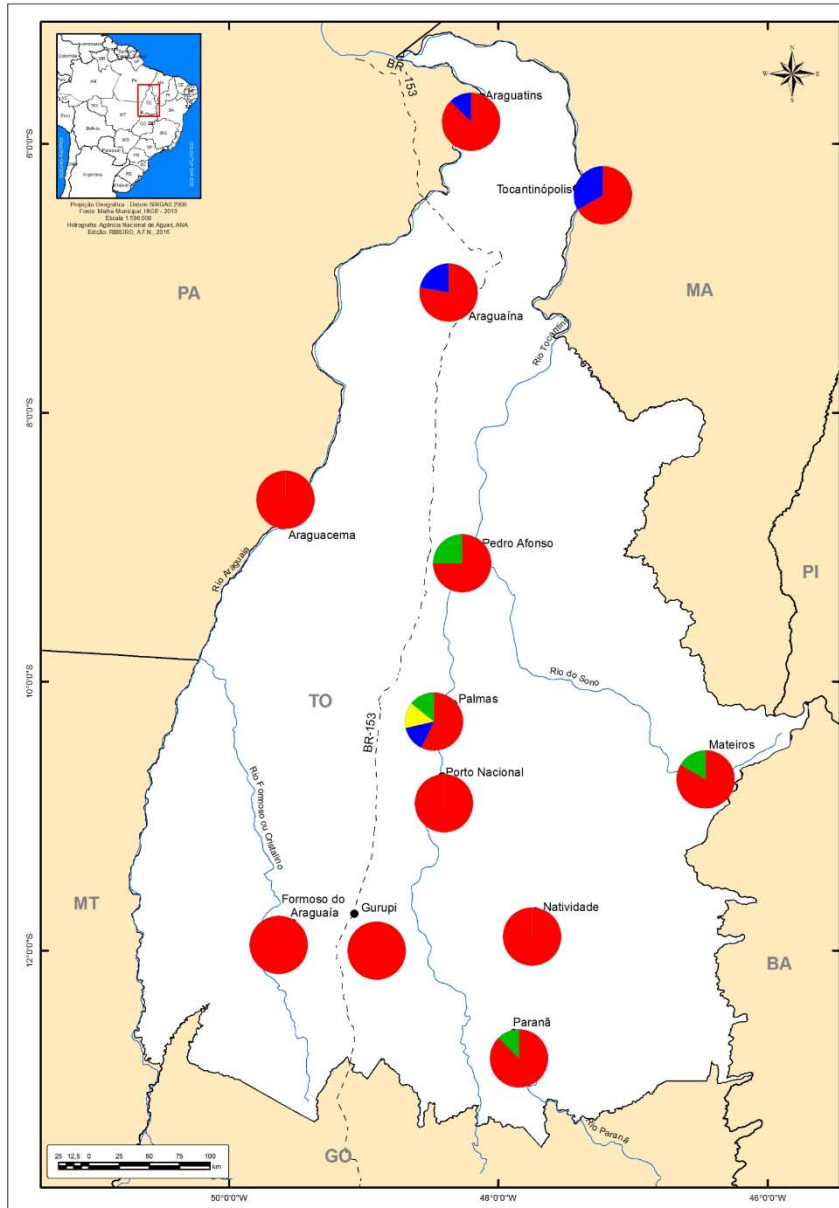 N
W
E
S
BR -153
Araguatins
6°0'0"S
Tocantinópolis
Projeção Geográfica - Datum SIRGAS 2000
Fonte: Malha Municipal, IBGE - 2013
Escala 1:500.000
Hidrografia: Agência Nacional de Águas, ANA
Edição: RIBEIRO, A.F.N., 2016
PA
MA
Araguaína
Rio Tocantins
8°0'0"S
Araguacema
Pedro Afonso
Rio Araguaia
PI
Rio do Sono
10°0'0"S
TO
Palmas
BR-153
Mateiros
Porto Nacional
Rio Formoso ou Cristalino
MT
Formoso do
Araguaía
Gurupi
Natividade
12°0'0"S
BA
Paranã
Rio Paranã
GO
25 12,5 0 25 50 75 100
km
50°0'0"W
48°0'0"W
46°0'0"W